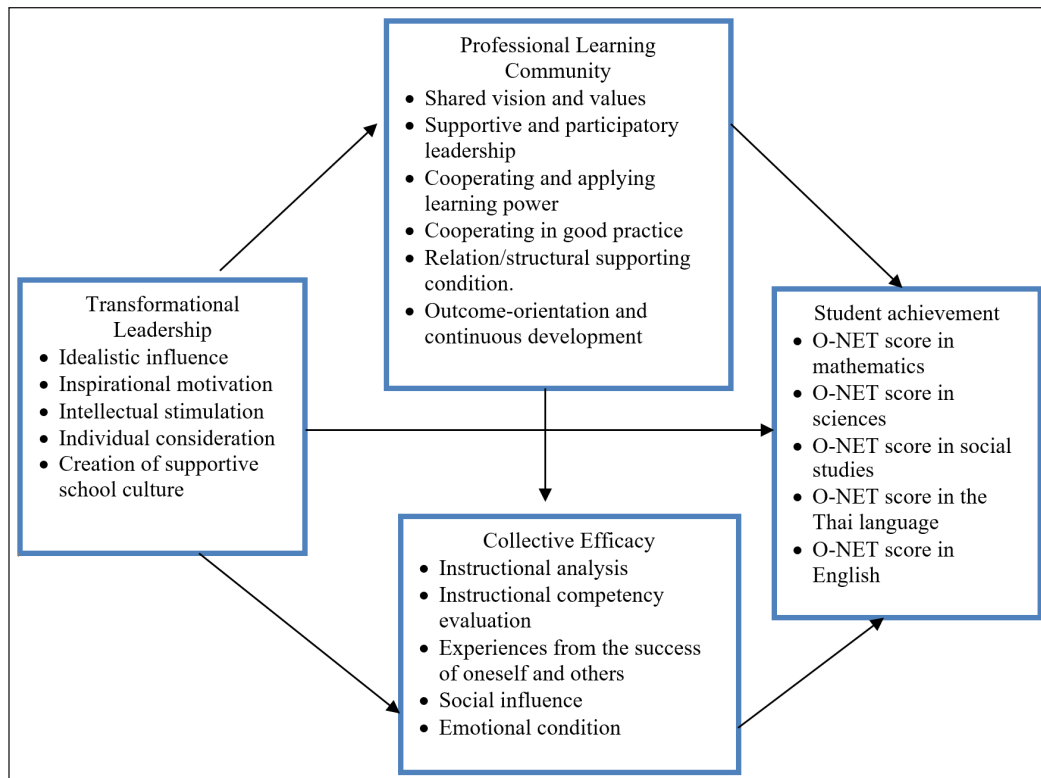 Professional Learning
Community
• Shared vision and values
• Supportive and participatory
leadership
• Cooperating and applying
learning power
• Cooperating in good practice
• Relation/structural supporting
condition.
• Outcome-orientation and
continuous development
Transformational
Leadership
• Idealistic influence
• Inspirational motivation
• Intellectual stimulation
• Individual consideration
• Creation of supportive
school culture
Student achievement
• O-NET score in
mathematics
• O-NET score in
sciences
• O-NET score in social
studies
• O-NET score in the
Thai language
• O-NET score in
English
Collective Efficacy
• Instructional analysis
• Instructional competency
evaluation
• Experiences from the success
of oneself and others
• Social influence
• Emotional condition